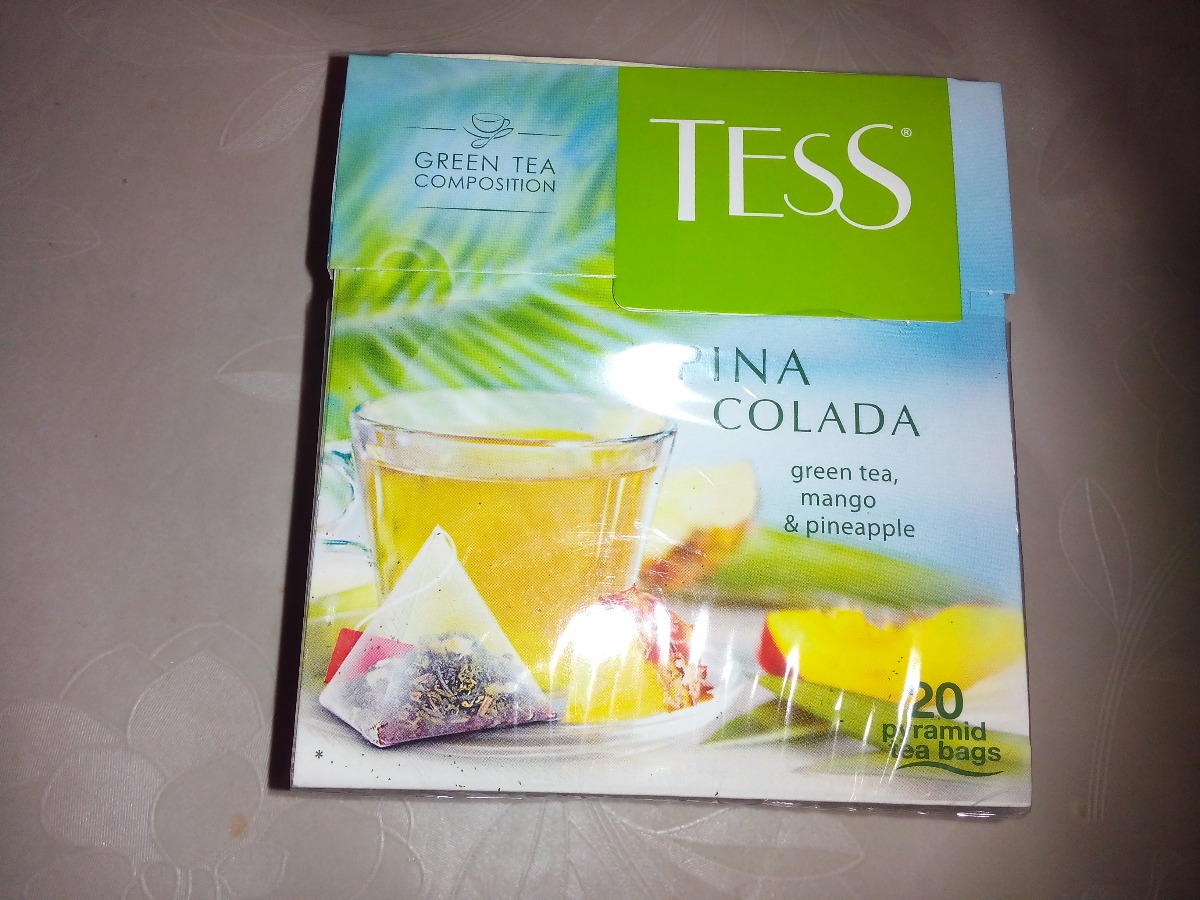 GREEN TEA
COMPOSITION
TESS®
PINA
COLADA
green tea,
mango
& pineapple
20
pyramid
tea bags
*